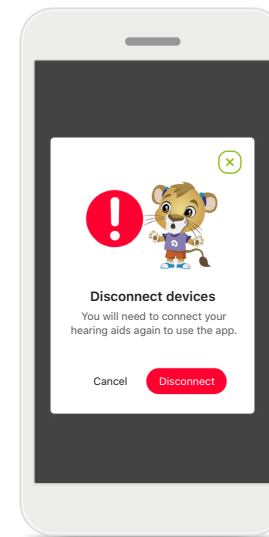 Disconnect devices
You will need to connect your
hearing aids again to use the app.
Cancel
Disconnect